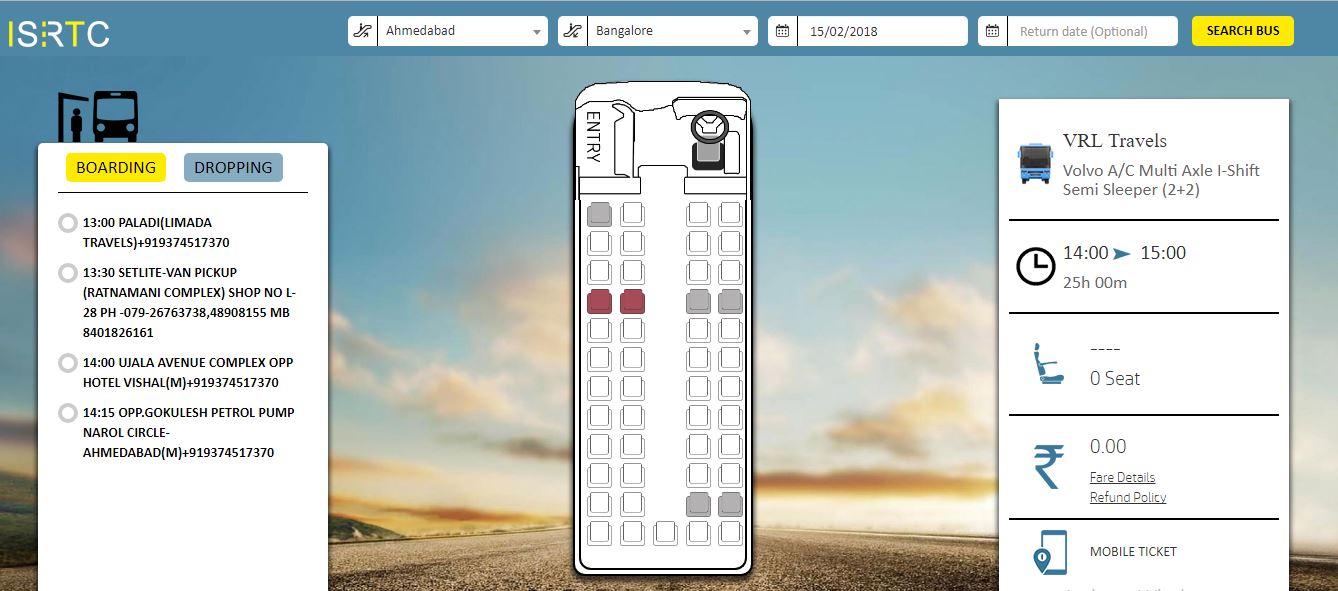 ISRTC
Ahmedabad
Bangalore
15/02/2018
Return date (Optional)
SEARCH BUS
BOARDING
DROPPING
13:00 PALADI(LIMADA
TRAVELS)+919374517370
13:30 SETLITE-VAN PICKUP
(RATNAMANI COMPLEX) SHOP NO L-
28 PH -079-26763738,48908155 MB
8401826161
14:00 UJALA AVENUE COMPLEX OPP
HOTEL VISHAL(M)+919374517370
14:15 OPP.GOKULESH PETROL PUMP
NAROL CIRCLE-
AHMEDABAD(M)+919374517370
ENTRY
VRL Travels
Volvo A/C Multi Axle I-Shift
Semi Sleeper (2+2)
14:00 15:00
25h 00m
----
0 Seat
₹ 0.00
Fare Details
Refund Policy
MOBILE TICKET